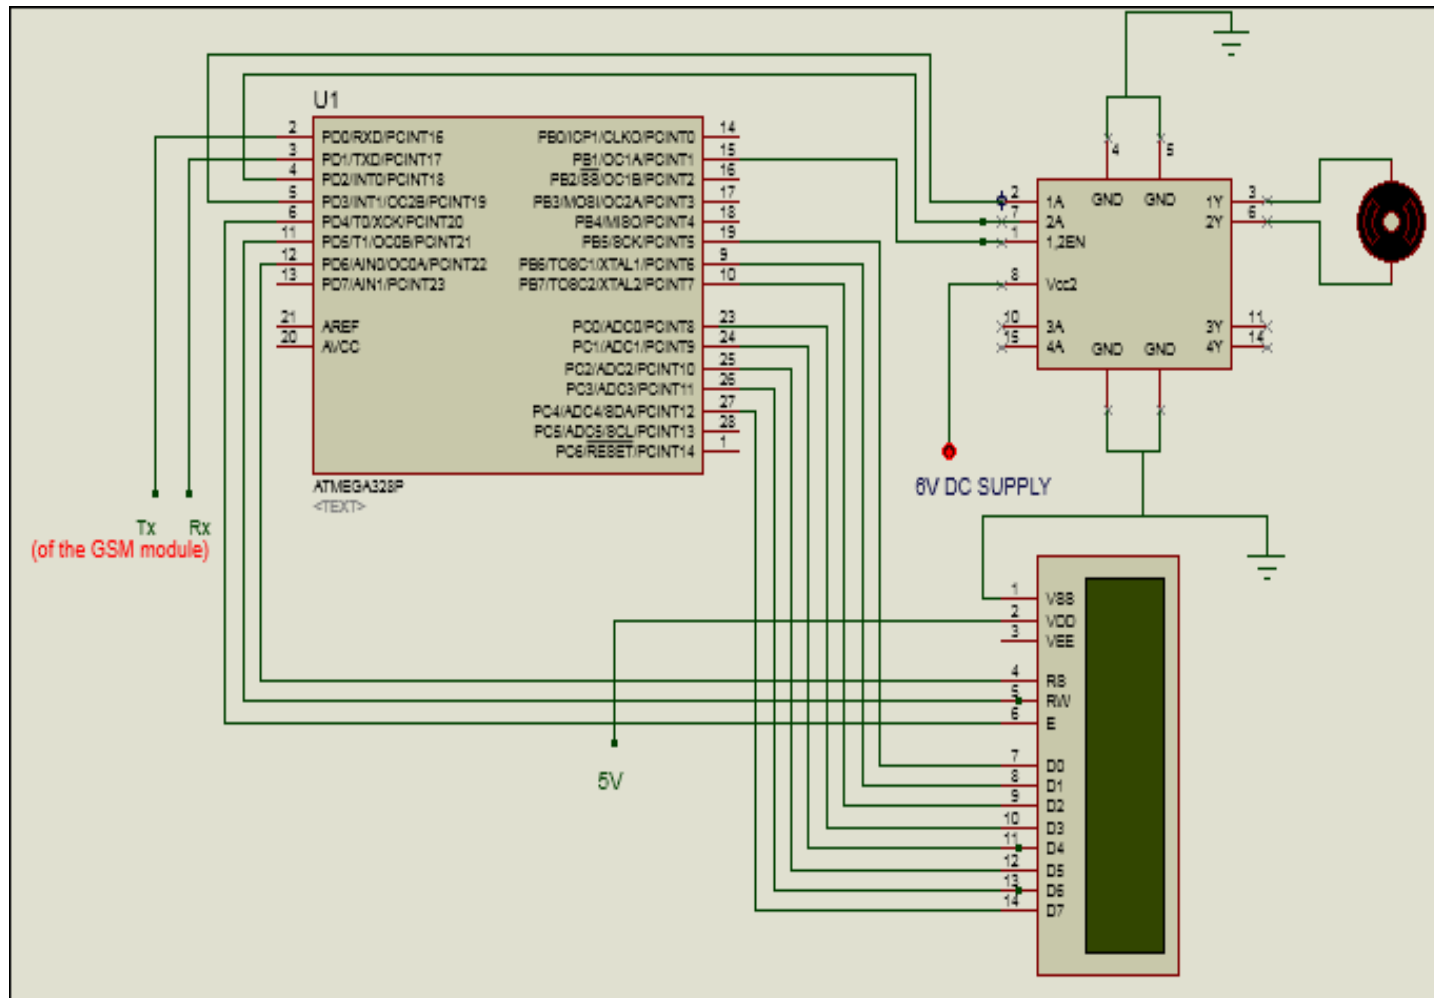 U1
2 PD0/RXD/PCINT16
3 PD1/TXD/PCINT17
4 PD2/INT0/PCINT18
5 PD3/INT1/OC2B/PCINT19
6 PD4/T0/XCK/PCINT20
11 PD5/T1/OC0B/PCINT21
12 PD6/AIN0/OC0A/PCINT22
13 PD7/AIN1/PCINT23
21 AREF
20 AVCC
PB0/ICP1/CLKO/PCINT0 14
PB1/OC1A/PCINT1 15
PB2/SS/OC1B/PCINT2 16
PB3/MOSI/OC2A/PCINT3 17
PB4/MISO/PCINT4 18
PB5/SCK/PCINT5 19
PB6/TOSC1/XTAL1/PCINT6 9
PB7/TOSC2/XTAL2/PCINT7 10
PC0/ADC0/PCINT8 23
PC1/ADC1/PCINT9 24
PC2/ADC2/PCINT10 25
PC3/ADC3/PCINT11 26
PC4/ADC4/SDA/PCINT12 27
PC5/ADC5/SCL/PCINT13 28
PC6/RESET/PCINT14 1
ATMEGA328P
<TEXT>
Tx Rx
(of the GSM module)
4 5
GND GND
2 1A
7 2A
1 1,2EN
8 Vcc2
10 3A
15 4A
1Y 3
2Y 6
3Y 11
4Y 14
GND GND
6V DC SUPPLY
5V
1 VSS
2 VDD
3 VEE
4 RS
5 RW
6 E
7 D0
8 D1
9 D2
10 D3
11 D4
12 D5
13 D6
14 D7